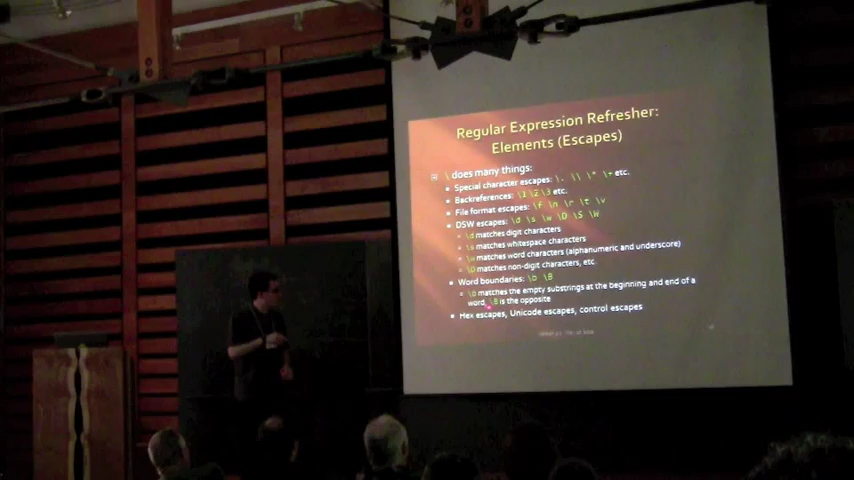 Regular Expression Refresher:
Elements (Escapes)
\ does many things:
Special character escapes: \. \\ \* \+ etc.
Backreferences: \1 \2 \3 etc.
File format escapes: \f \n \r \t \v
DSW escapes: \d \s \w \D \S \W
\d matches digit characters
\s matches whitespace characters
\w matches word characters (alphanumeric and underscore)
\D matches non-digit characters, etc.
Word boundaries: \b \B
\b matches the empty substrings at the beginning and end of a
word, \B is the opposite
Hex escapes, Unicode escapes, control escapes